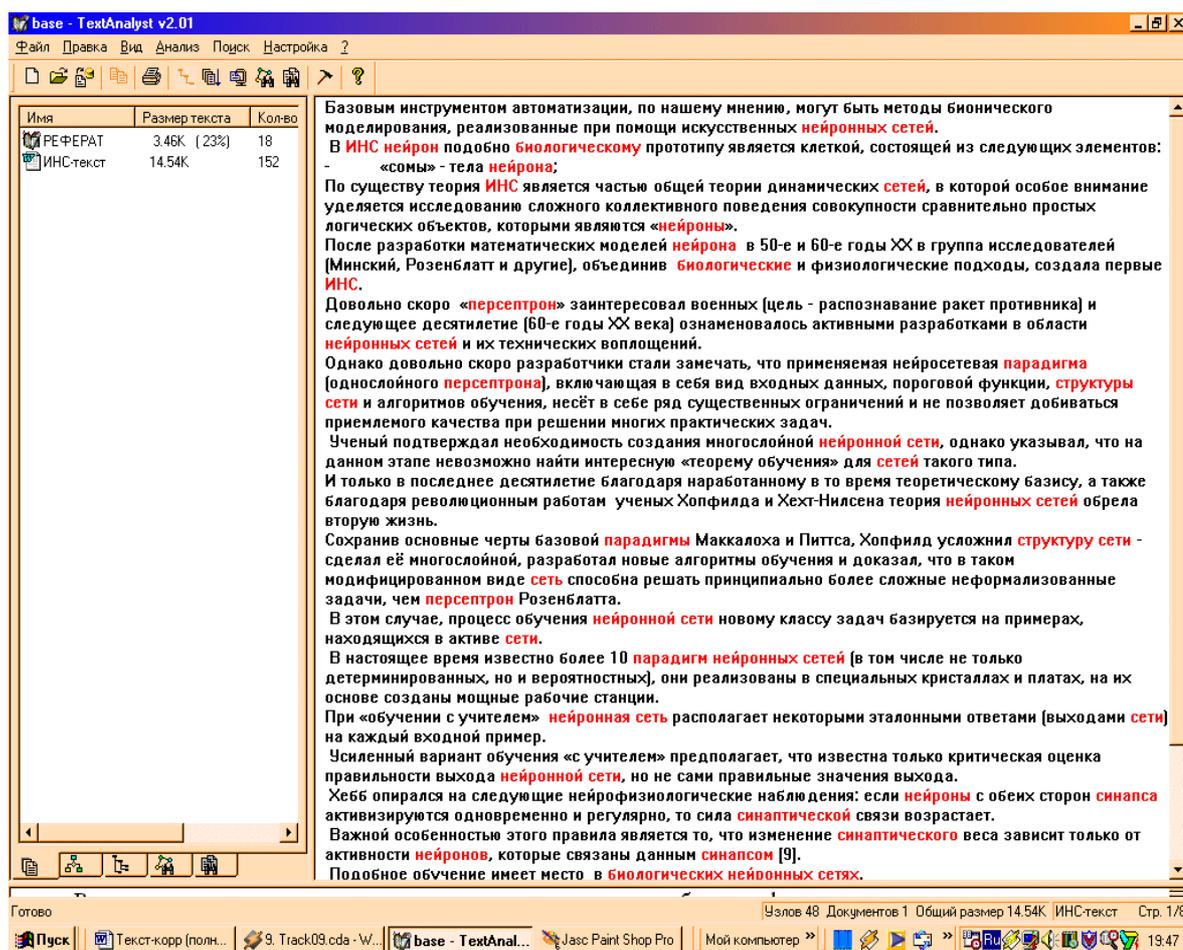 base - TextAnalyst v2.01
Файл Правка Вид Анализ Поиск Настройка ?
Имя Размер текста Кол-во
РЕФЕРАТ 3.46K (23%) 18
ИНС-текст 14.54K 152
Базовым инструментом автоматизации, по нашему мнению, могут быть методы бионического
моделирования, реализованные при помощи искусственных нейронных сетей.
В ИНС нейрон подобно биологическому прототипу является клеткой, состоящей из следующих элементов:
- «сомы» - тела нейрона;
По существу теория ИНС является частью общей теории динамических сетей, в которой особое внимание
уделяется исследованию сложного коллективного поведения совокупности сравнительно простых
логических объектов, которыми являются «нейроны».
После разработки математических моделей нейрона в 50-е и 60-е годы XX в группа исследователей
(Минский, Розенблатт и другие), объединив биологические и физиологические подходы, создала первые
ИНС.
Довольно скоро «персептрон» заинтересовал военных (цель - распознавание ракет противника) и
следующее десятилетие (60-е годы XX века) ознаменовалось активными разработками в области
нейронных сетей и их технических воплощений.
Однако довольно скоро разработчики стали замечать, что применяемая нейросетевая парадигма
(однослойного персептрона), включающая в себя вид входных данных, пороговой функции, структуры
сети и алгоритмов обучения, несёт в себе ряд существенных ограничений и не позволяет добиваться
приемлемого качества при решении многих практических задач.
Ученый подтверждал необходимость создания многослойной нейронной сети, однако указывал, что на
данном этапе невозможно найти интересную «теорему обучения» для сетей такого типа.
И только в последнее десятилетие благодаря наработанному в то время теоретическому базису, а также
благодаря революционным работам ученых Хопфилда и Хехт-Нилсена теория нейронных сетей обрела
вторую жизнь.
Сохранив основные черты базовой парадигмы Маккалоха и Питтса, Хопфилд усложнил структуру сети -
сделал её многослойной, разработал новые алгоритмы обучения и доказал, что в таком
модифицированном виде сеть способна решать принципиально более сложные неформализованные
задачи, чем персептрон Розенблатта.
В этом случае, процесс обучения нейронной сети новому классу задач базируется на примерах,
находящихся в активе сети.
В настоящее время известно более 10 парадигм нейронных сетей (в том числе не только
детерминированных, но и вероятностных), они реализованы в специальных кристаллах и платах, на их
основе созданы мощные рабочие станции.
При «обучении с учителем» нейронная сеть располагает некоторыми эталонными ответами (выходами сети)
на каждый входной пример.
Усиленный вариант обучения «с учителем» предполагает, что известна только критическая оценка
правильности выхода нейронной сети, но не сами правильные значения выхода.
Хебб опирался на следующие нейрофизиологические наблюдения: если нейроны с обеих сторон синапса
активизируются одновременно и регулярно, то сила синаптической связи возрастает.
Важной особенностью этого правила является то, что изменение синаптического веса зависит только от
активности нейронов, которые связаны данным синапсом [9].
Подобное обучение имеет место в биологических нейронных сетях.
Готово Узлов 48 Документов 1 Общий размер 14.54K ИНС-текст Стр. 1/8
Пуск Текст-корр (полн... 9. Track09.cda - W... base - TextAnal... Jasc Paint Shop Pro Мой компьютер » » Ru 19:47